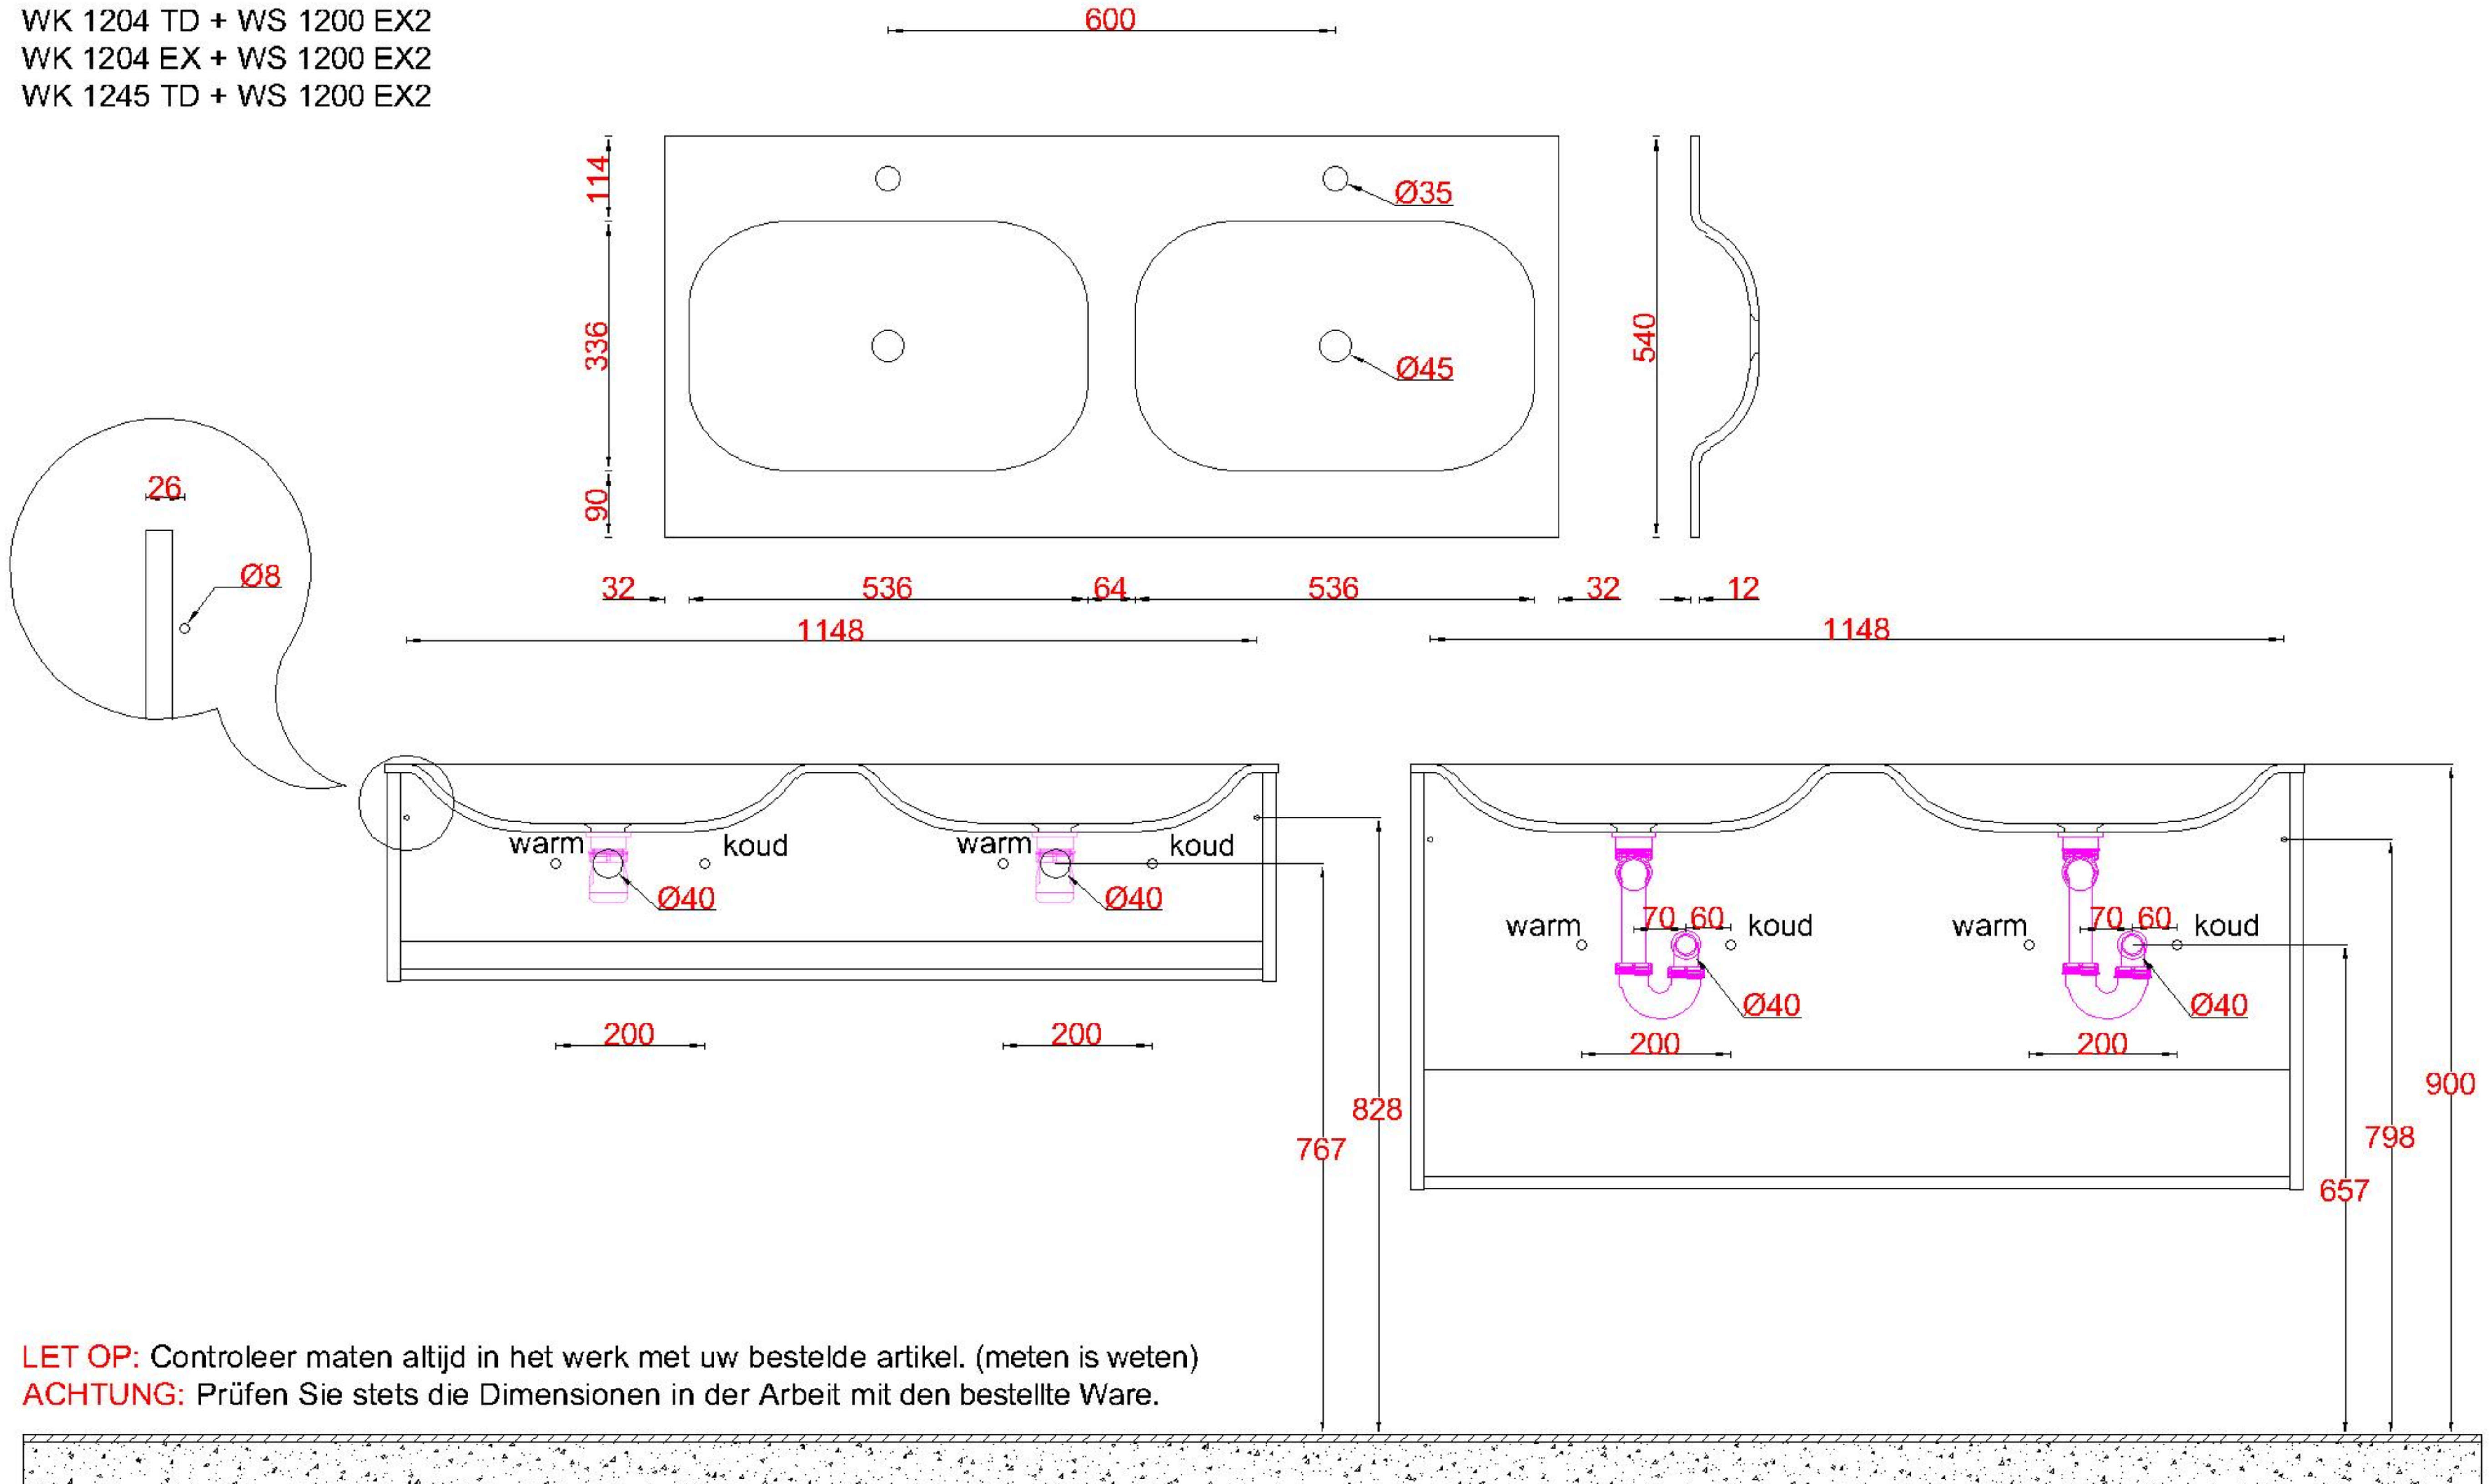 WK 1204 TD + WS 1200 EX2
WK 1204 EX + WS 1200 EX2
WK 1245 TD + WS 1200 EX2
600
114
Ø35
336
Ø45
540
90
26
Ø8
32
536
64
536
32
12
1148
1148
warm
koud
warm
koud
Ø40
Ø40
warm
70
60
koud
warm
70
60
koud
Ø40
Ø40
200
200
200
200
900
828
798
767
657
LET OP: Controleer maten altijd in het werk met uw bestelde artikel. (meten is weten)
ACHTUNG: Prüfen Sie stets die Dimensionen in der Arbeit mit den bestellte Ware.